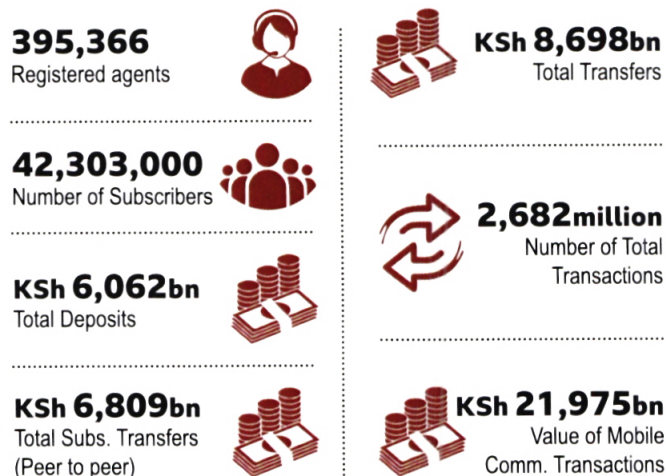 395,366
Registered agents
42,303,000
Number of Subscribers
KSh 6,062bn
Total Deposits
KSh 6,809bn
Total Subs. Transfers
(Peer to peer)
KSh 8,698bn
Total Transfers
2,682million
Number of Total
Transactions
KSh 21,975bn
Value of Mobile
Comm. Transactions